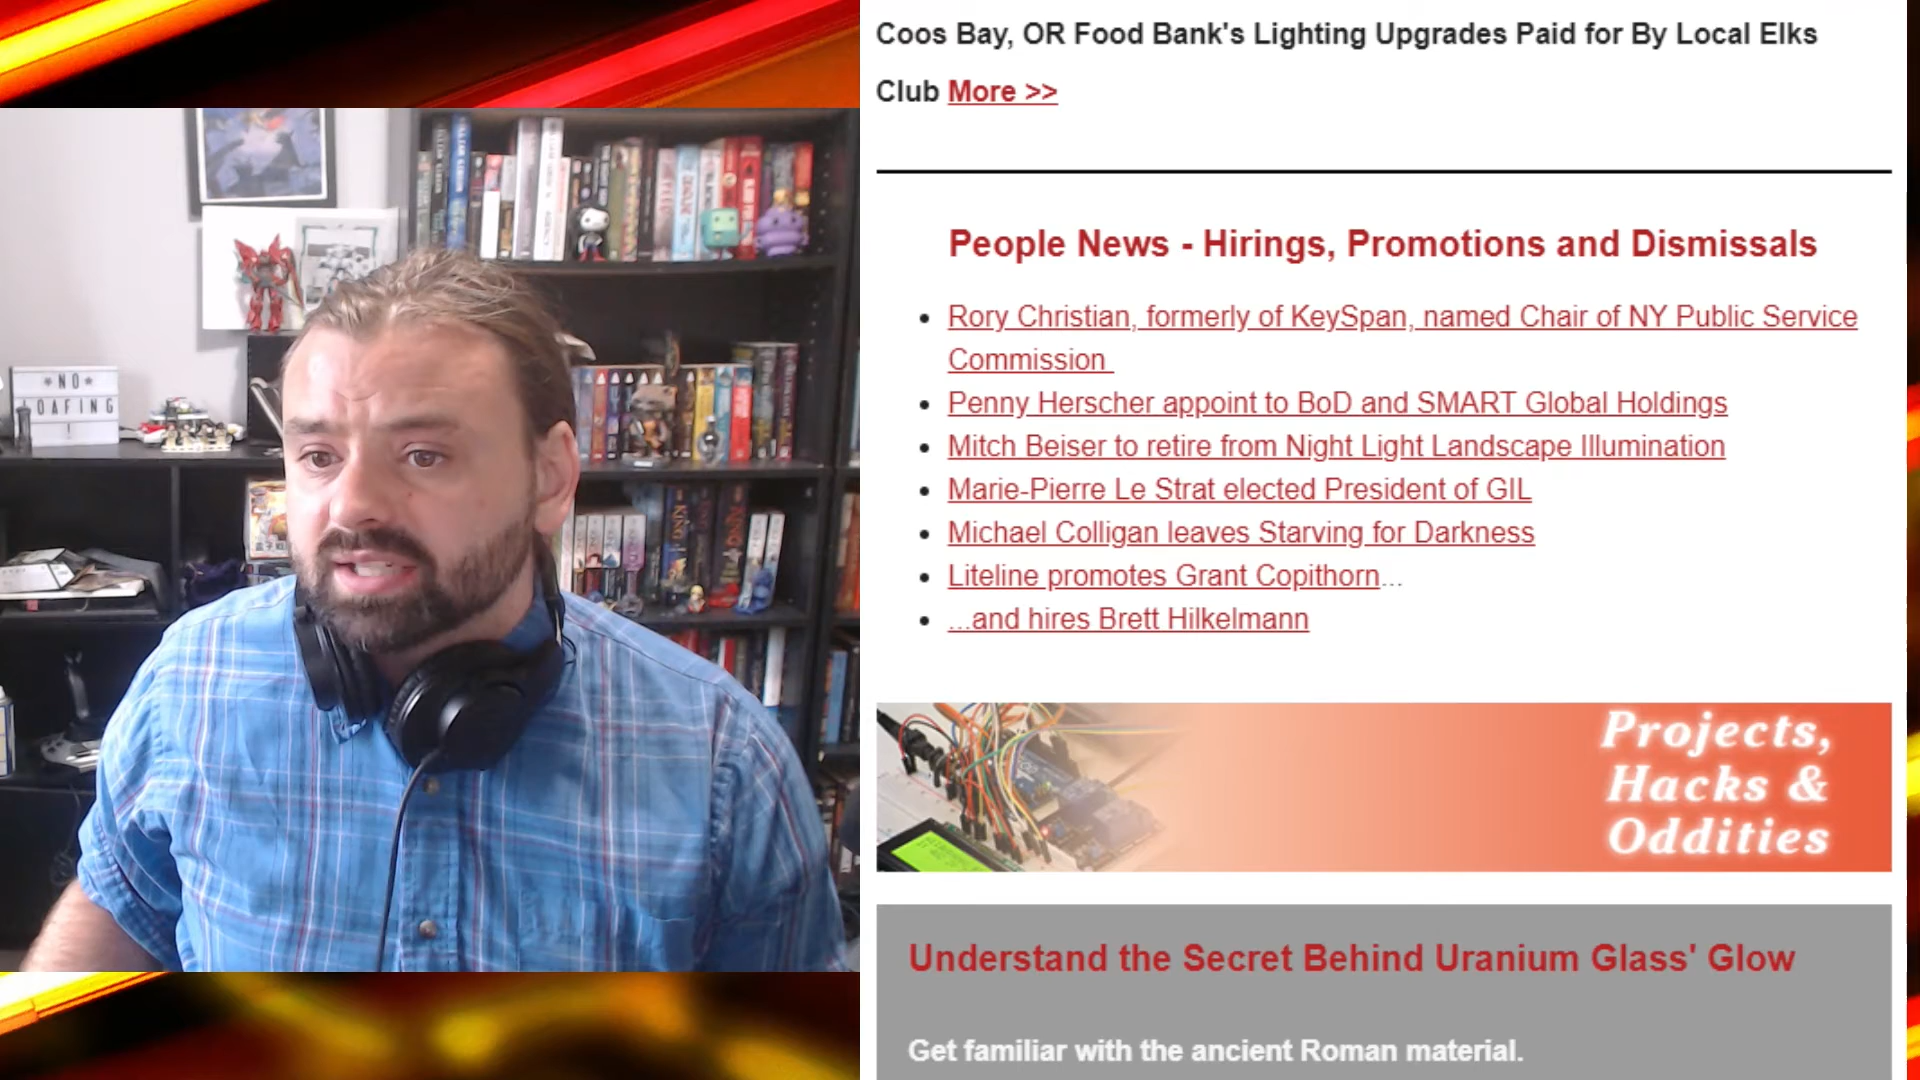 *NO*
LOAFING
!
KING
KING
Coos Bay, OR Food Bank's Lighting Upgrades Paid for By Local Elks
Club More >>
People News - Hirings, Promotions and Dismissals
Rory Christian, formerly of KeySpan, named Chair of NY Public Service
Commission
Penny Herscher appoint to BoD and SMART Global Holdings
Mitch Beiser to retire from Night Light Landscape Illumination
Marie-Pierre Le Strat elected President of GIL
Michael Colligan leaves Starving for Darkness
Liteline promotes Grant Copithorn...
...and hires Brett Hilkelmann
Projects,
Hacks &
Oddities
Understand the Secret Behind Uranium Glass' Glow
Get familiar with the ancient Roman material.